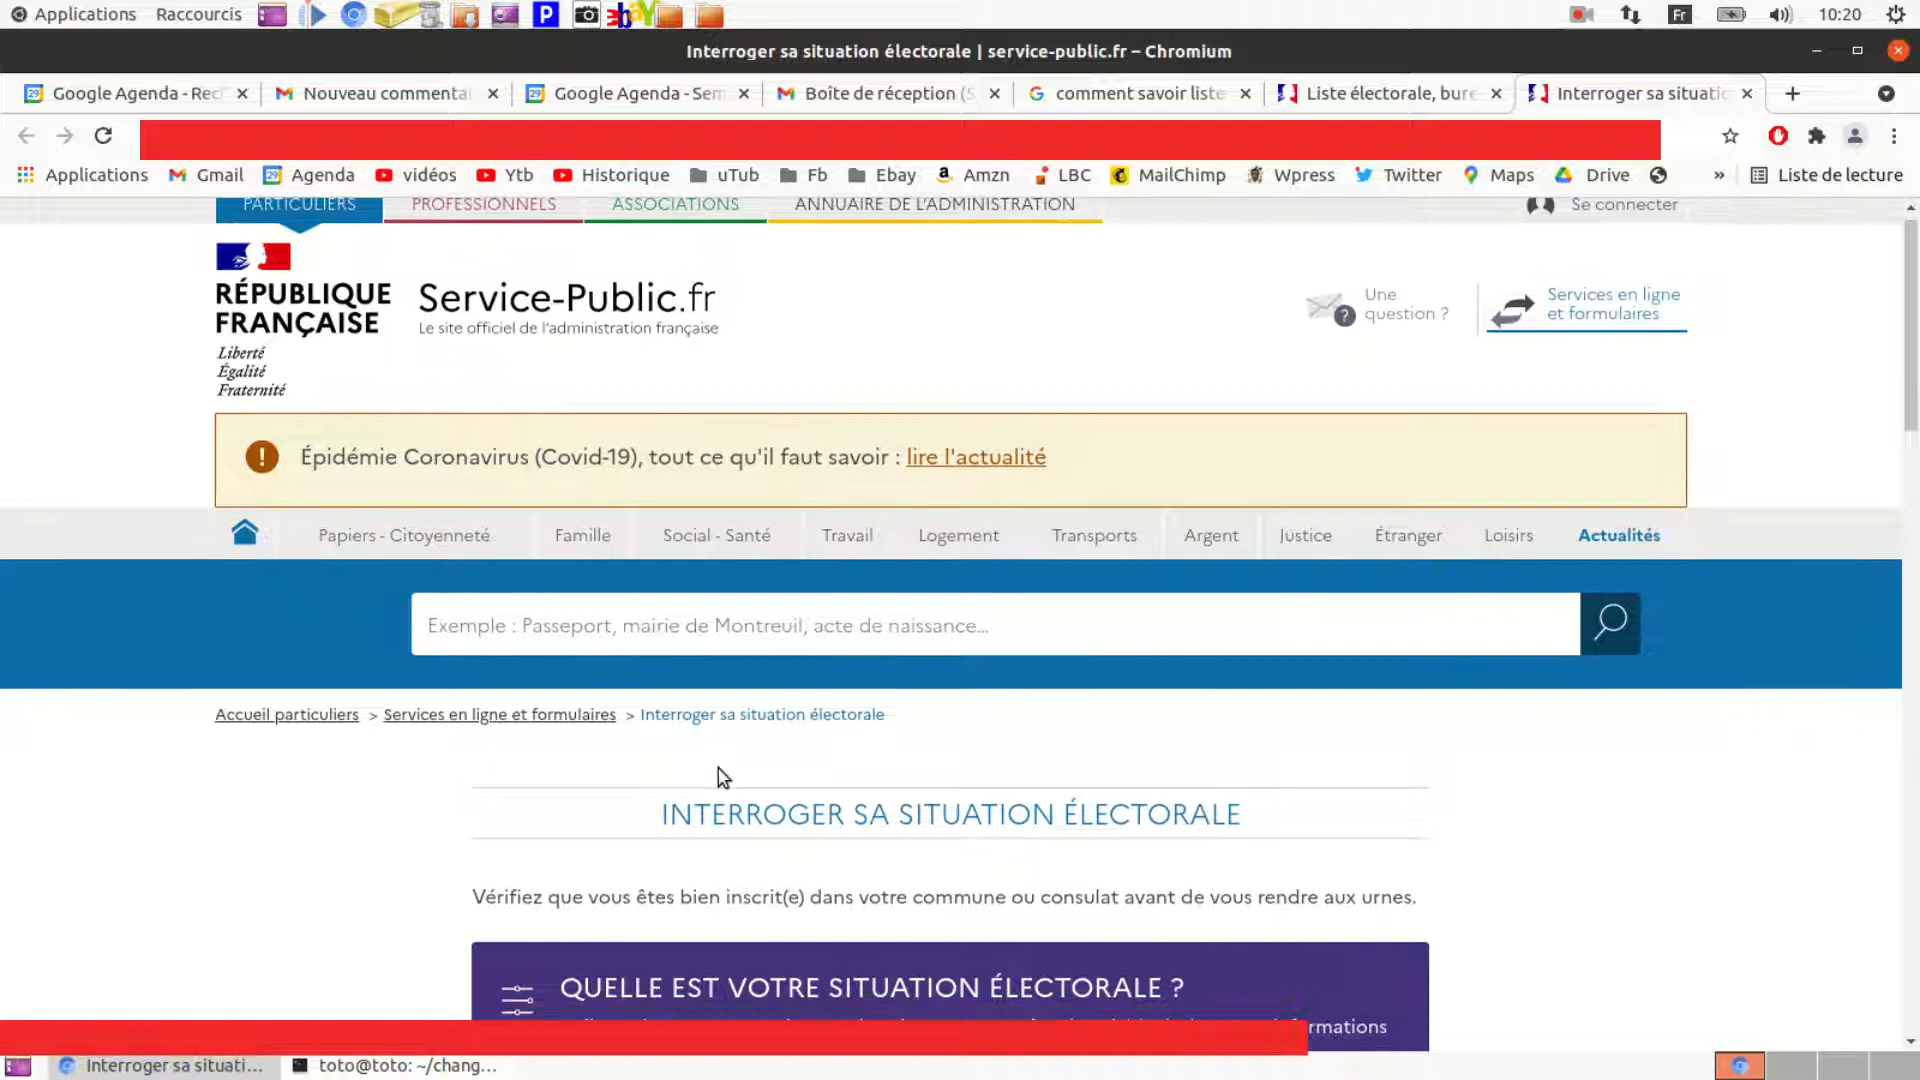 Applications Raccourcis
Fr
10:20
Interroger sa situation électorale | service-public.fr – Chromium
Google Agenda - Rec
Nouveau commenta
Google Agenda - Sem
Boîte de réception (
comment savoir liste
Liste électorale, bure
Interroger sa situatio
Applications Gmail Agenda vidéos Ytb Historique uTub Fb Ebay Amzn LBC MailChimp Wpress Twitter Maps Drive » Liste de lecture
PARTICULIERS PROFESSIONNELS ASSOCIATIONS ANNUAIRE DE L'ADMINISTRATION Se connecter
RÉPUBLIQUE
FRANÇAISE
Liberté
Égalité
Fraternité
Service-Public.fr
Le site officiel de l'administration française
Une
question ?
Services en ligne
et formulaires
Épidémie Coronavirus (Covid-19), tout ce qu'il faut savoir : lire l'actualité
Papiers - Citoyenneté Famille Social - Santé Travail Logement Transports Argent Justice Étranger Loisirs Actualités
Exemple : Passeport, mairie de Montreuil, acte de naissance...
Accueil particuliers > Services en ligne et formulaires > Interroger sa situation électorale
INTERROGER SA SITUATION ÉLECTORALE
Vérifiez que vous êtes bien inscrit(e) dans votre commune ou consulat avant de vous rendre aux urnes.
QUELLE EST VOTRE SITUATION ÉLECTORALE ?
rmations
Interroger sa situati...
toto@toto: ~/chang...